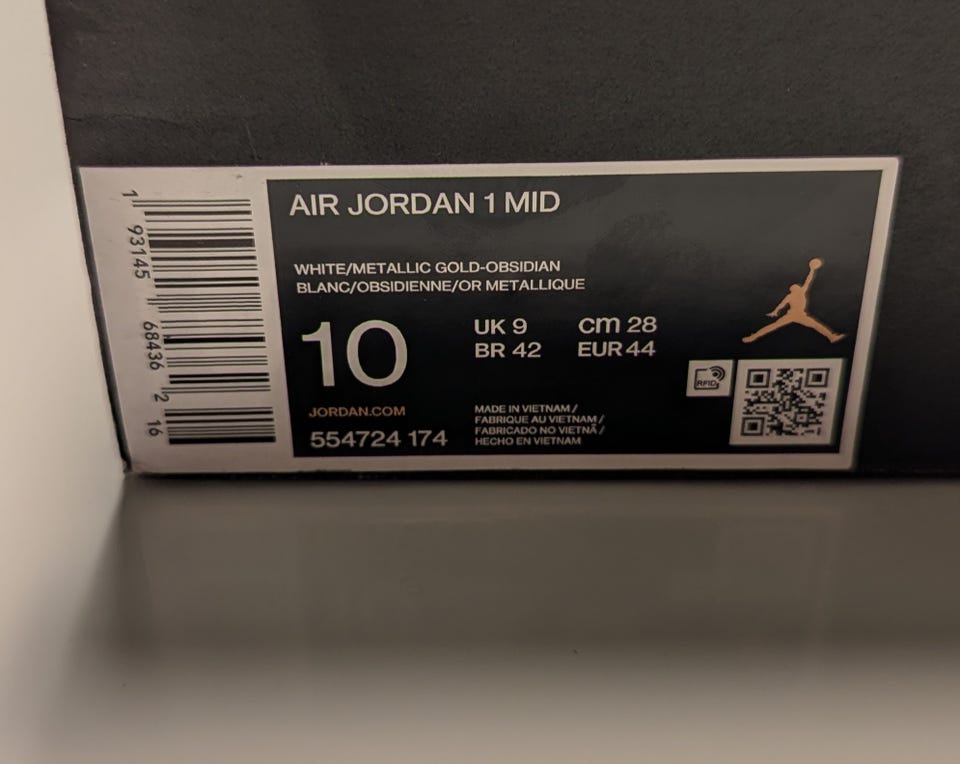 AIR JORDAN 1 MID
WHITE/METALLIC GOLD-OBSIDIAN
BLANC/OBSIDIENNE/OR METALLIQUE
10
UK 9 cm 28
BR 42 EUR 44
RFID
JORDAN.COM
554724 174
MADE IN VIETNAM /
FABRIQUE AU VIETNAM /
FABRICADO NO VIETNÃ /
HECHO EN VIETNAM
1 93145 68436 2 16